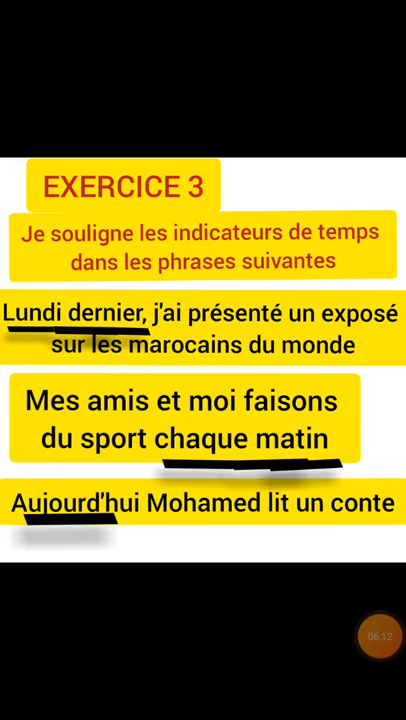 EXERCICE 3
Je souligne les indicateurs de temps
dans les phrases suivantes
Lundi dernier, j'ai présenté un exposé
sur les marocains du monde
Mes amis et moi faisons
du sport chaque matin
Aujourd'hui Mohamed lit un conte
06:12